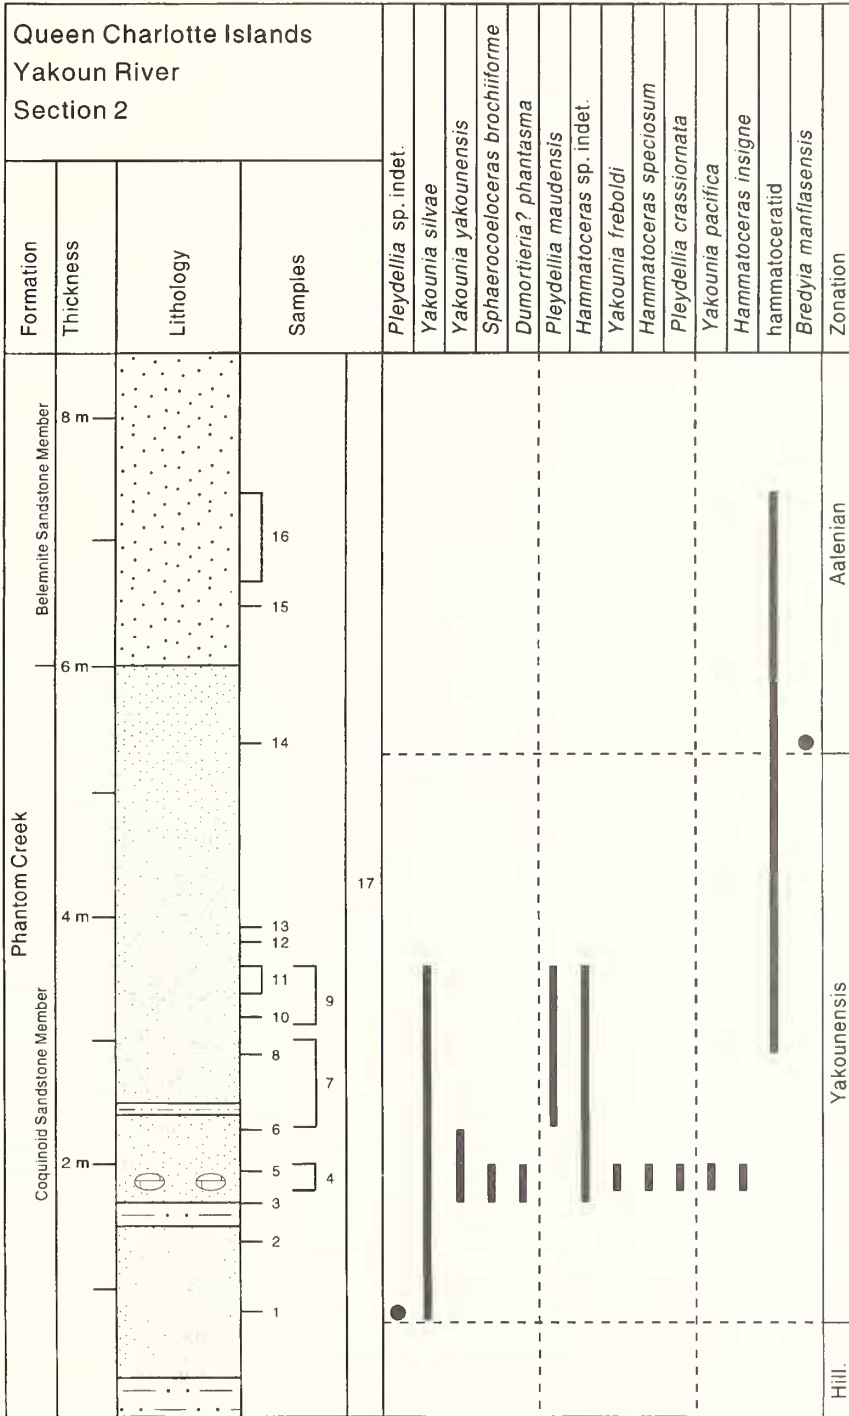 Queen Charlotte Islands
Yakoun River
Section 2
Formation
Thickness
Lithology
Samples
Pleydellia sp. indet.
Yakounia silvae
Yakounia yakounensis
Sphaerocoeloceras brochiiforme
Dumortieria? phantasma
Pleydellia maudensis
Hammatoceras sp. indet.
Yakounia freboldi
Hammatoceras speciosum
Pleydellia crassiornata
Yakounia pacifica
Hammatoceras insigne
hammatoceratid
Bredyia manflasensis
Zonation
Phantom Creek
Belemnite Sandstone Member
Coquinoid Sandstone Member
8 m
6 m
4 m
2 m
16
15
14
13
12
11
10
9
8
7
6
5
4
3
2
1
17
Aalenian
Yakounensis
Hill.